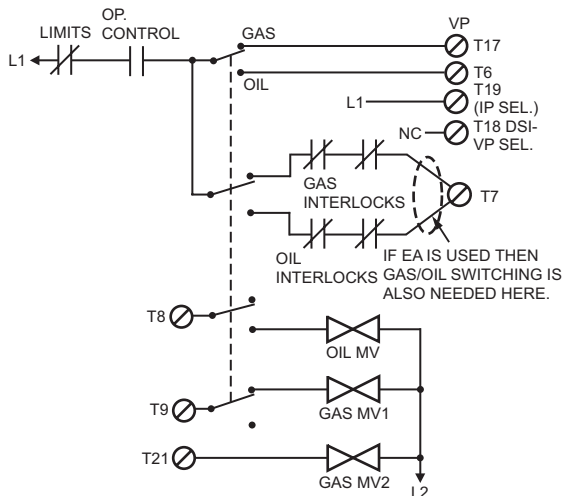 OP.
LIMITS CONTROL
L1
GAS
OIL
VP
T17
T6
L1
T19
(IP SEL.)
NC
T18 DSI-
VP SEL.
GAS
INTERLOCKS
T7
OIL
INTERLOCKS
IF EA IS USED THEN
GAS/OIL SWITCHING IS
ALSO NEEDED HERE.
T8
OIL MV
T9
GAS MV1
T21
GAS MV2
L2